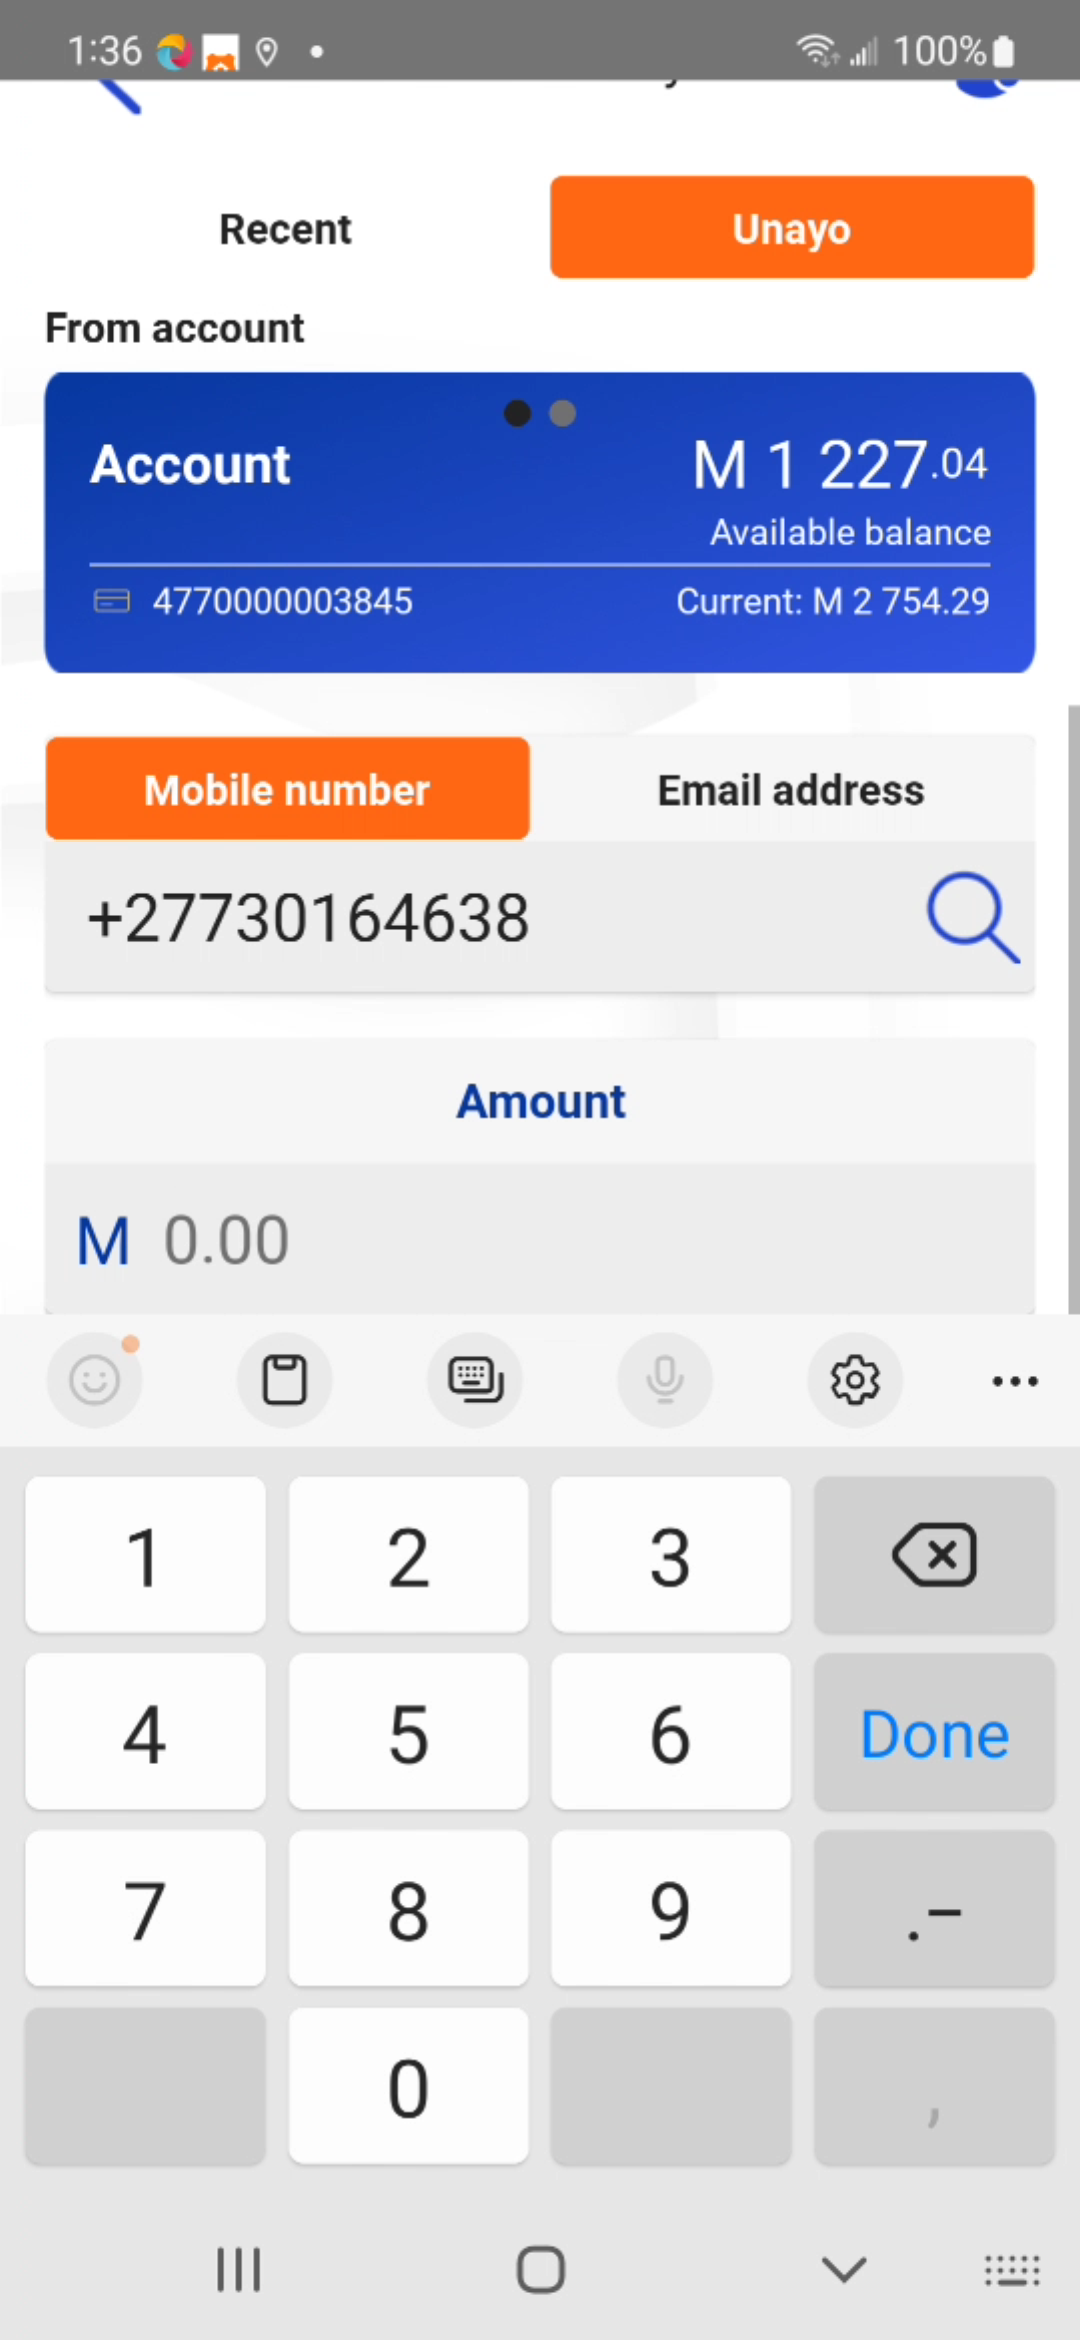 1:36 100%
Recent Unayo
From account
Account M 1 227.04
Available balance
4770000003845 Current: M 2 754.29
Mobile number Email address
+27730164638
Amount
M 0.00
1 2 3
4 5 6 Done
7 8 9 .-
0 ,